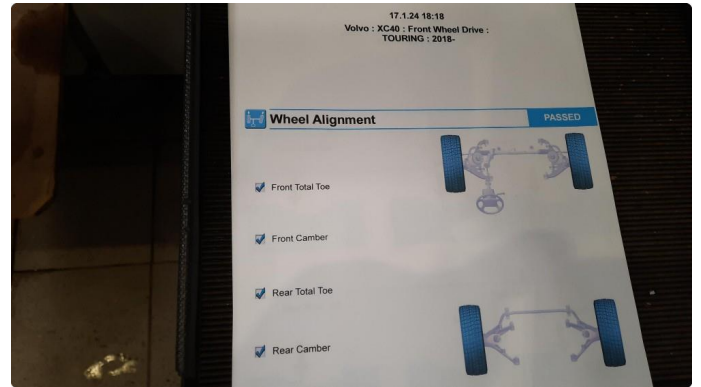 17.1.24 18:18
Volvo : XC40 : Front Wheel Drive :
TOURING : 2018-
Wheel Alignment PASSED
Front Total Toe
Front Camber
Rear Total Toe
Rear Camber